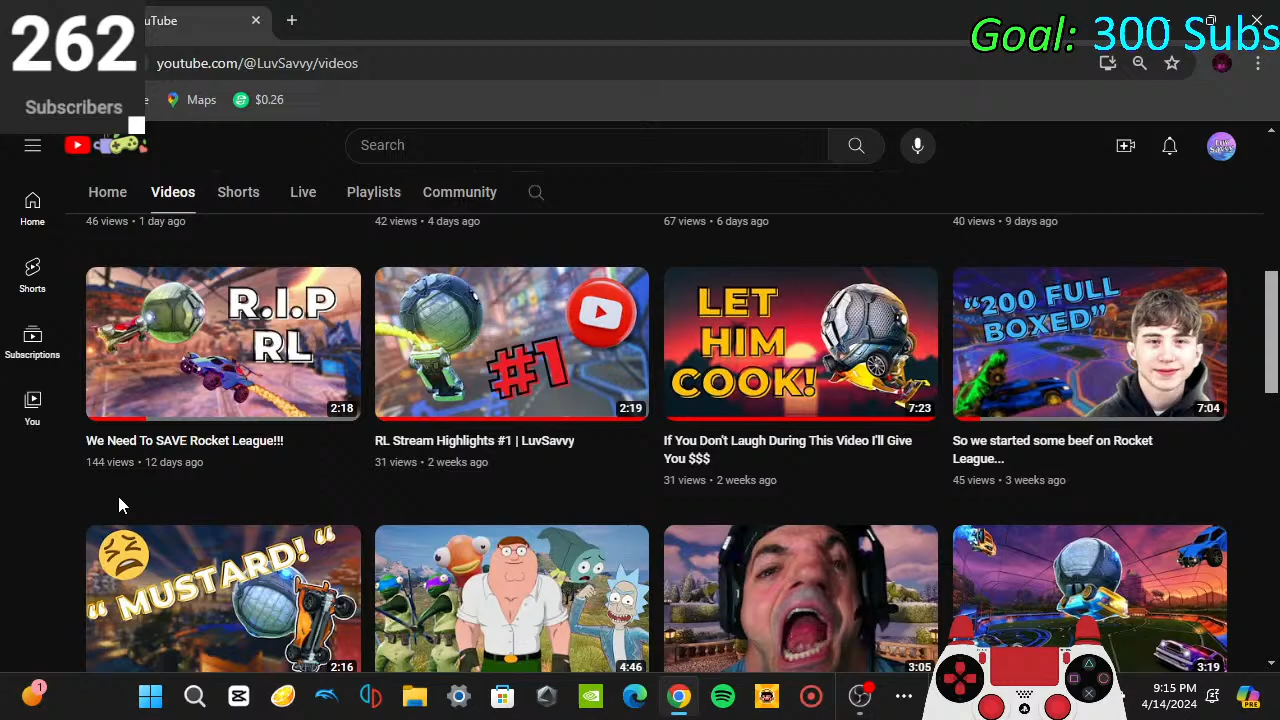 262
Subscribers
Goal: 300 Subs
uTube
youtube.com/@LuvSavvy/videos
e
Maps
$0.26
Search
Luv
Savvy
Home
Videos
Shorts
Live
Playlists
Community
Home
Shorts
Subscriptions
You
46 views • 1 day ago
42 views • 4 days ago
67 views • 6 days ago
40 views • 9 days ago
R.I.P
RL
2:18
#1
2:19
LET
HIM
COOK!
7:23
"200 FULL
BOXED"
7:04
We Need To SAVE Rocket League!!!
144 views • 12 days ago
RL Stream Highlights #1 | LuvSavvy
31 views • 2 weeks ago
If You Don't Laugh During This Video I'll Give
You $$$
31 views • 2 weeks ago
So we started some beef on Rocket
League...
45 views • 3 weeks ago
" MUSTARD! "
2:16
4:46
3:05
3:19
1
9:15 PM
4/14/2024
PRE